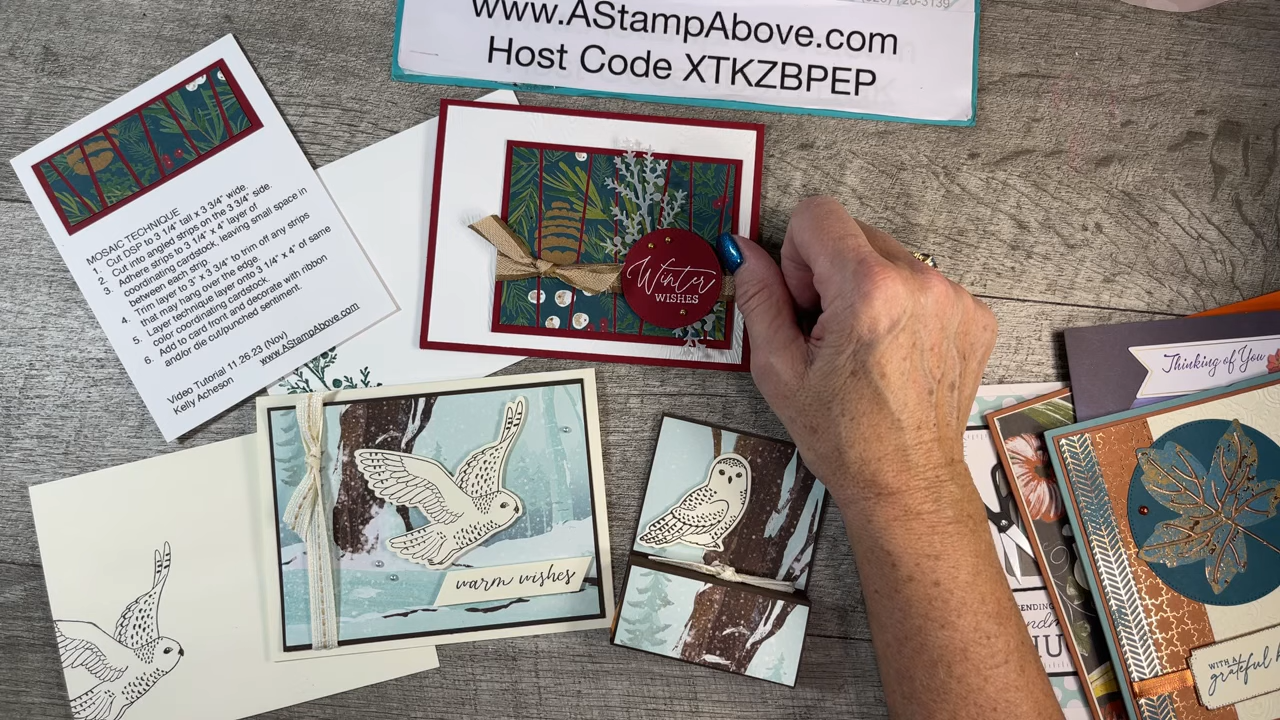 www.AStampAbove.com
Host Code XTKZBPEP
MOSAIC TECHNIQUE
1. Cut DSP to 3 1/4" tall x 3 3/4" wide.
2. Cut into angled strips on the 3 3/4" side.
3. Adhere strips to 3 1/4" x 4" layer of
coordinating cardstock, leaving small space in
between each strip.
4. Trim layer to 3" x 3 3/4" to trim off any strips
that may hang over the edge.
5. Layer technique layer onto 3 1/4" x 4" of same
color coordinating cardstock.
6. Add to card front and decorate with ribbon
and/or die cut/punched sentiment.
Video Tutorial 11.26.23 (Nov)
Kelly Acheson www.AStampAbove.com
Winter
WISHES
warm wishes
Thinking of You
WITH A
grateful